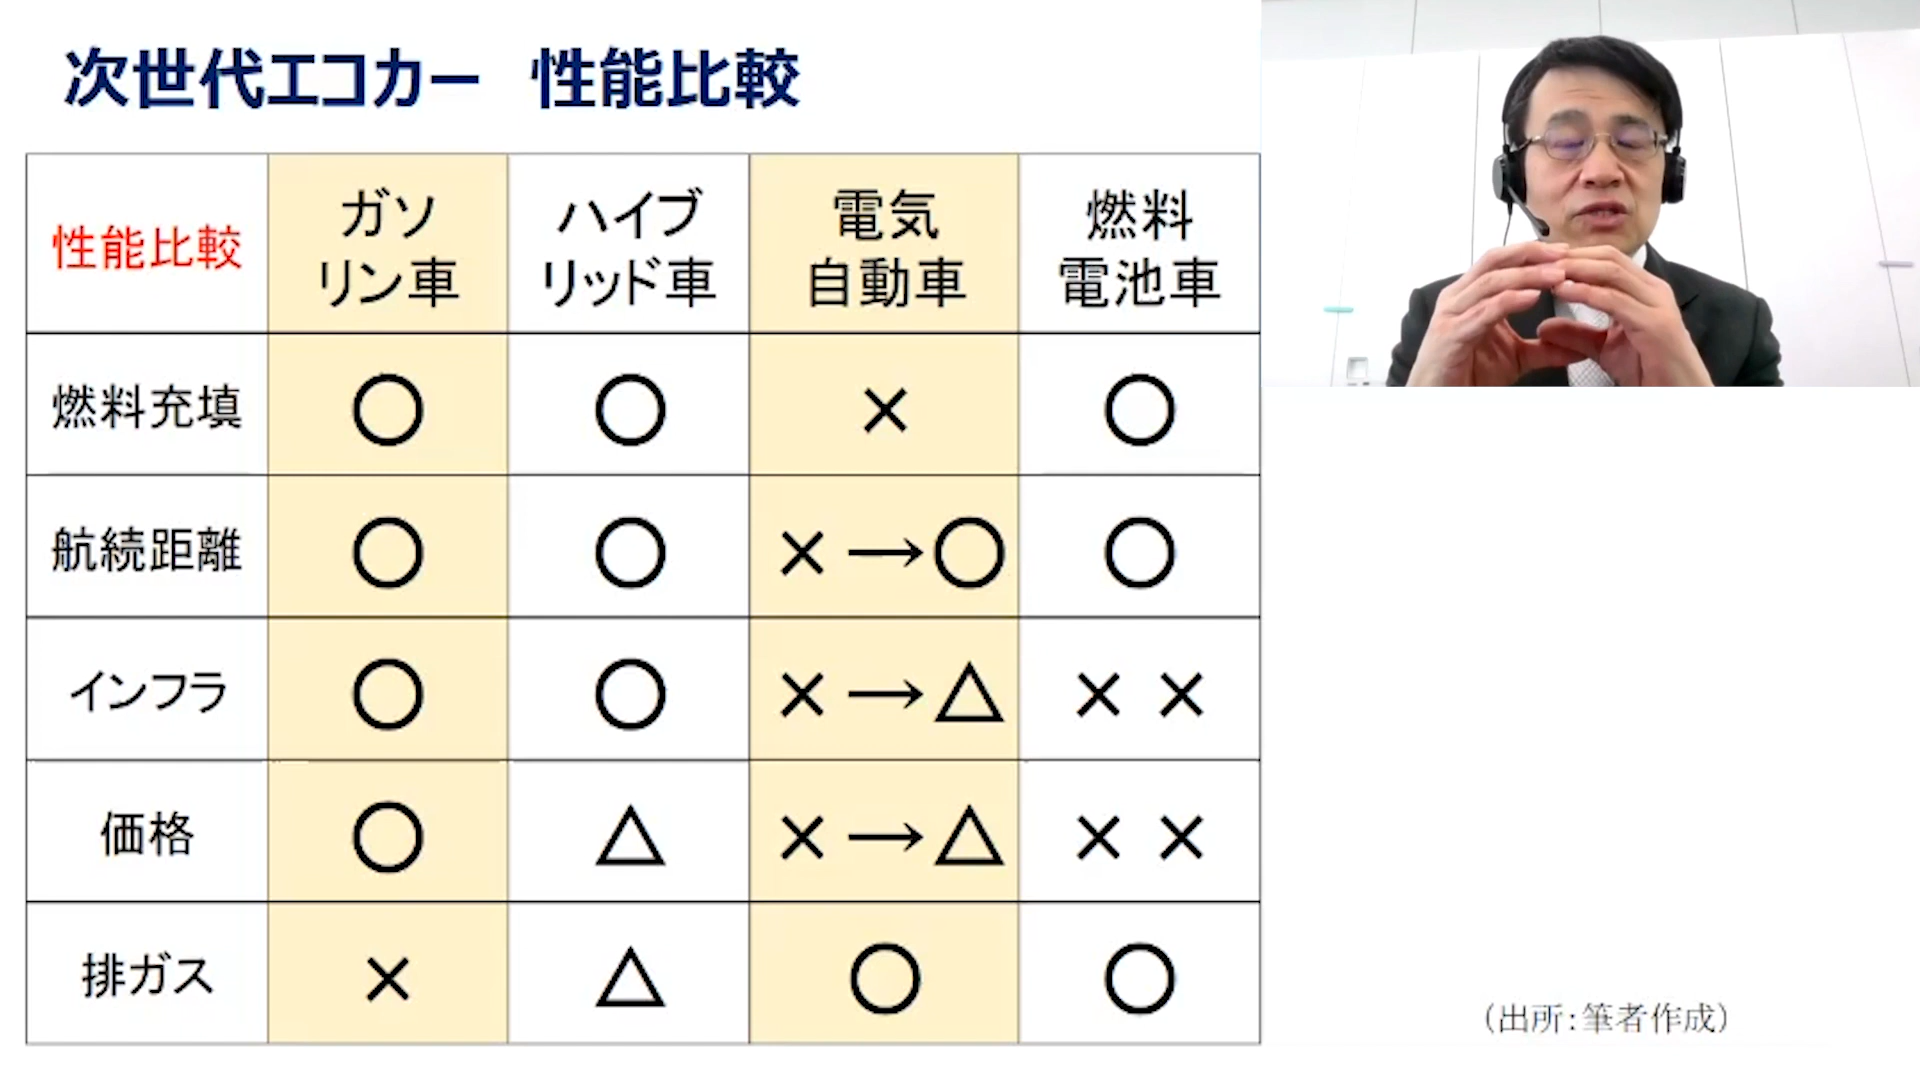 次世代エコカー 性能比較
性能比較
ガソ
リン車
ハイブ
リッド車
電気
自動車
燃料
電池車
燃料充填 ○ ○ × ○
航続距離 ○ ○ ×→○ ○
インフラ ○ ○ ×→△ ××
価格 ○ △ ×→△ ××
排ガス × △ ○ ○
（出所：筆者作成）